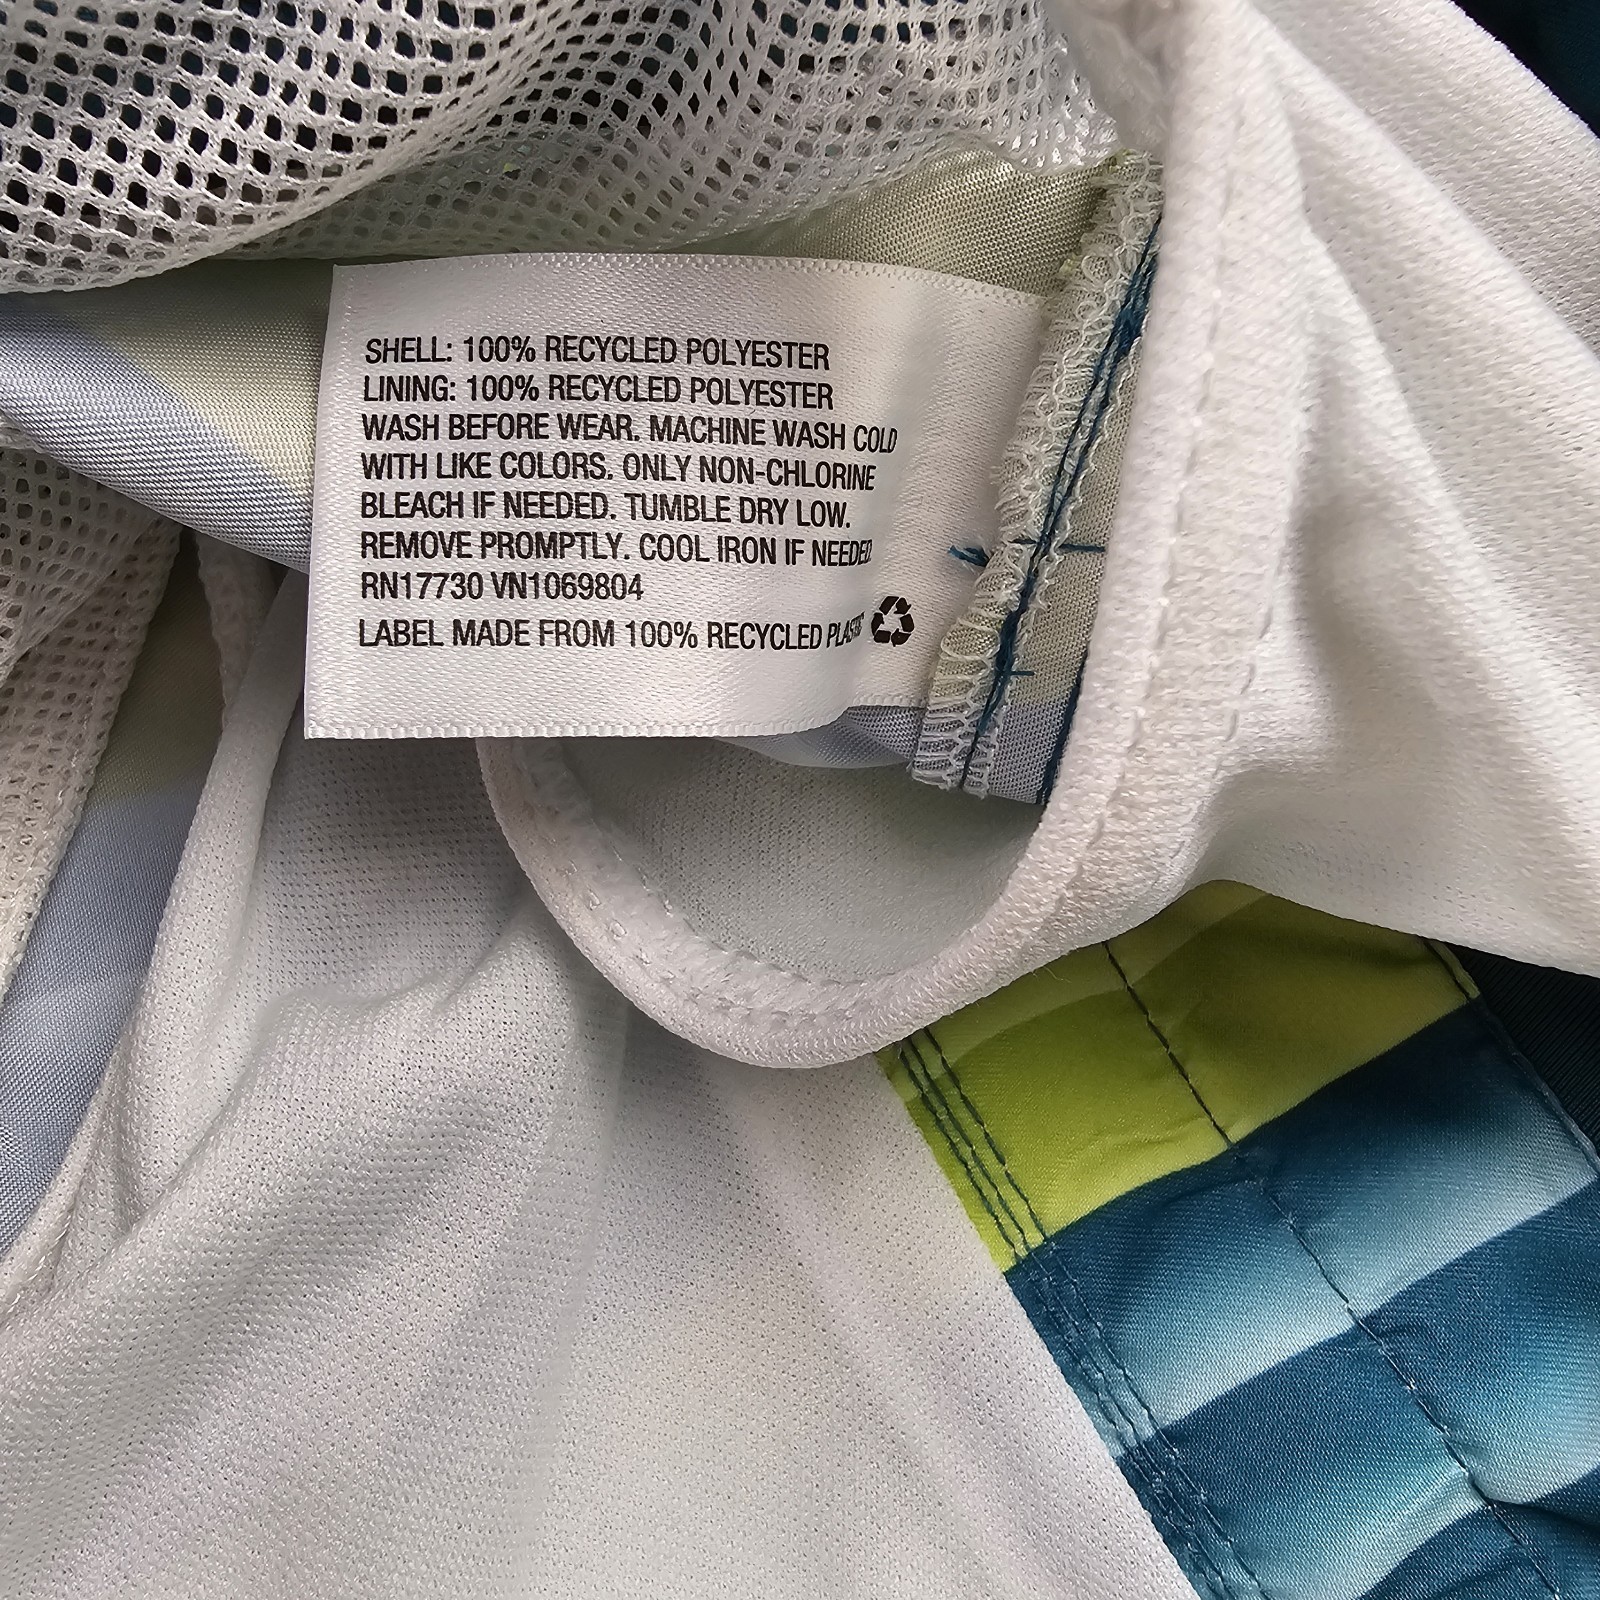 SHELL: 100% RECYCLED POLYESTER
LINING: 100% RECYCLED POLYESTER
WASH BEFORE WEAR. MACHINE WASH COLD
WITH LIKE COLORS. ONLY NON-CHLORINE
BLEACH IF NEEDED. TUMBLE DRY LOW.
REMOVE PROMPTLY. COOL IRON IF NEEDED.
RN17730 VN1069804
LABEL MADE FROM 100% RECYCLED PLASTIC